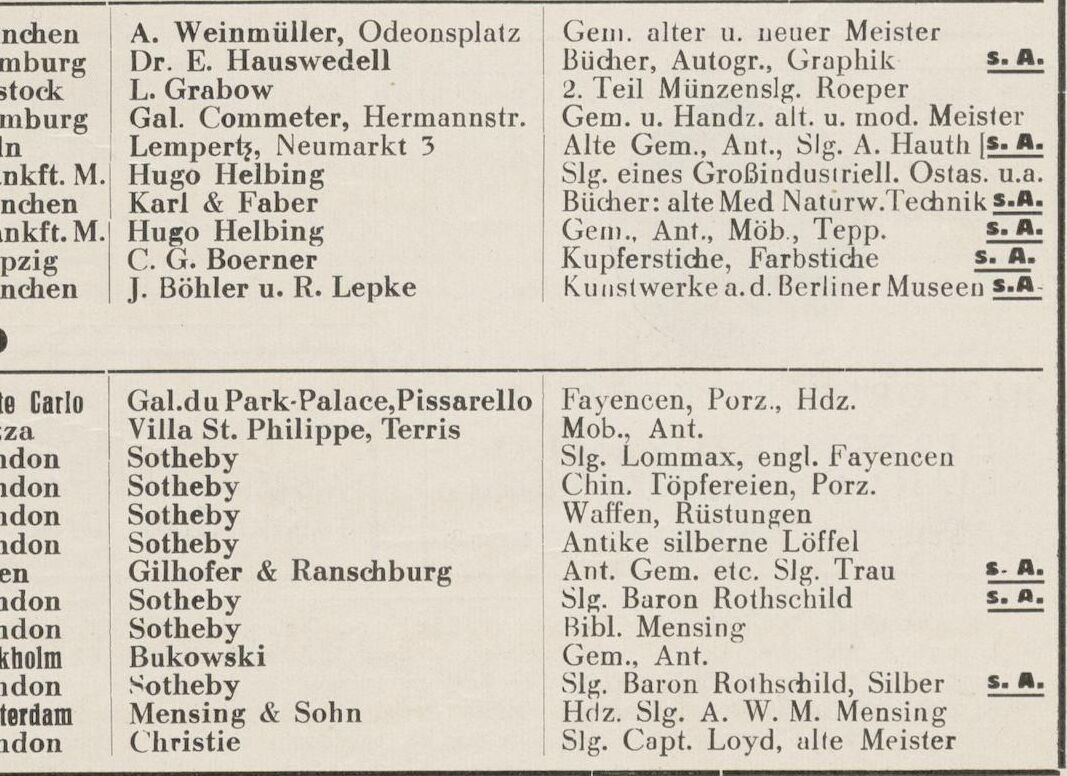 nchen A. Weinmüller, Odeonsplatz Gem. alter u. neuer Meister
mburg Dr. E. Hauswedell Bücher, Autogr., Graphik s. A.
stock L. Grabow 2. Teil Münzenslg. Roeper
mburg Gal. Commeter, Hermannstr. Gem. u. Handz. alt. u. mod. Meister
ln Lempertz, Neumarkt 3 Alte Gem., Ant., Slg. A. Hauth s. A.
nkft. M. Hugo Helbing Slg. eines Großindustriell. Ostas. u.a.
nchen Karl & Faber Bücher: alte Med Naturw. Technik s.A.
nkft. M. Hugo Helbing Gem., Ant., Möb., Tepp. s. A.
pzig C. G. Boerner Kupferstiche, Farbstiche s. A.
nchen J. Böhler u. R. Lepke Kunstwerke a. d. Berliner Museen s.A.
te Carlo Gal. du Park-Palace, Pissarello Fayencen, Porz., Hdz.
zza Villa St. Philippe, Terris Mob., Ant.
ndon Sotheby Slg. Lommax, engl. Fayencen
ndon Sotheby Chin. Töpfereien, Porz.
ndon Sotheby Waffen, Rüstungen
ndon Sotheby Antike silberne Löffel
en Gilhofer & Ranschburg Ant. Gem. etc. Slg. Trau s. A.
ndon Sotheby Slg. Baron Rothschild s. A.
ndon Sotheby Bibl. Mensing
kholm Bukowski Gem., Ant.
ndon Sotheby Slg. Baron Rothschild, Silber s. A.
terdam Mensing & Sohn Hdz. Slg. A. W. M. Mensing
ndon Christie Slg. Capt. Loyd, alte Meister